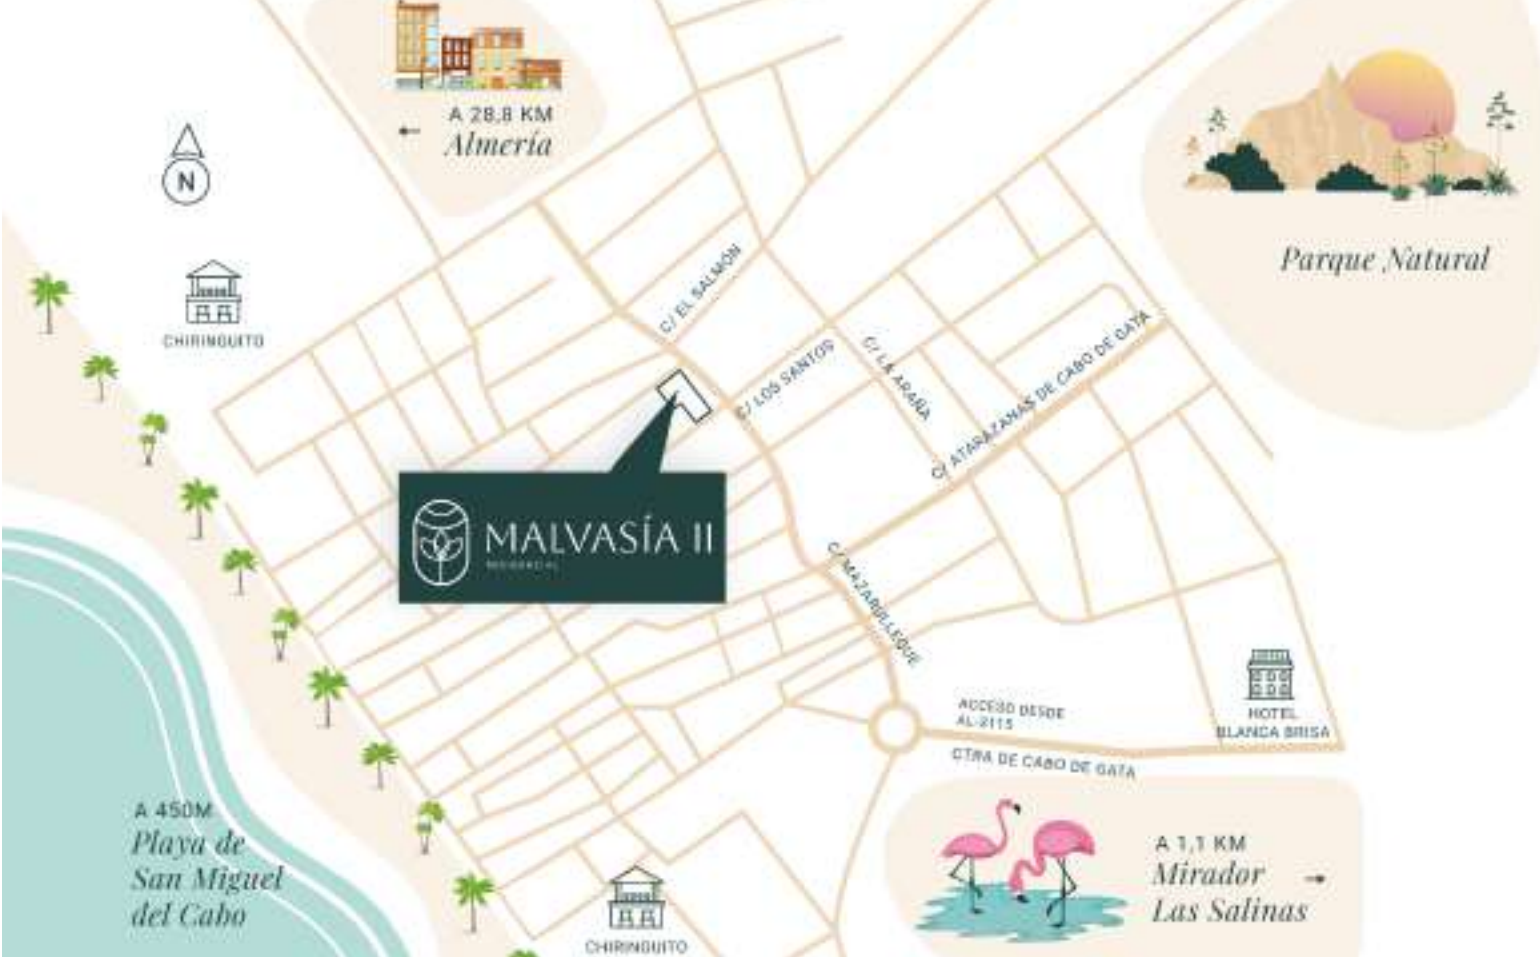 A 28,8 KM
Almería
N
CHIRINGUITO
Parque Natural
C/ EL SALMÓN
C/ LOS SANTOS
C/ LA ARAÑA
C/ ATARAZANAS DE CABO DE GATA
MALVASÍA II
RESIDENCIAL
C/ MAZARULLEQUE
ACCESO DESDE
AL-3115
CTRA DE CABO DE GATA
HOTEL
BLANCA BRISA
A 450M
Playa de
San Miguel
del Cabo
A 1,1 KM
Mirador
Las Salinas
CHIRINGUITO